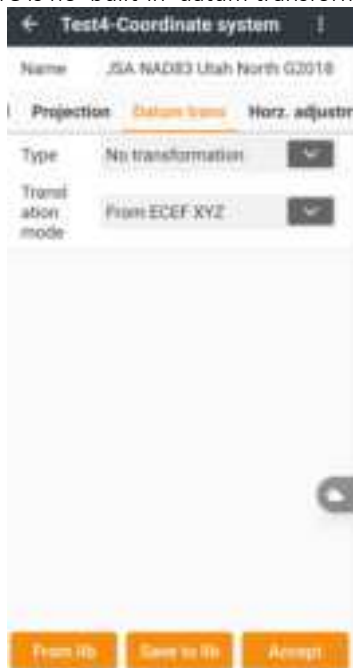 Test4-Coordinate system
Name JSA NAD83 Utah North G2018
Projection Datum trans Horz. adjustm
Type No transformation
Transl
ation
mode
From ECEF XYZ
From lib Save to lib Accept